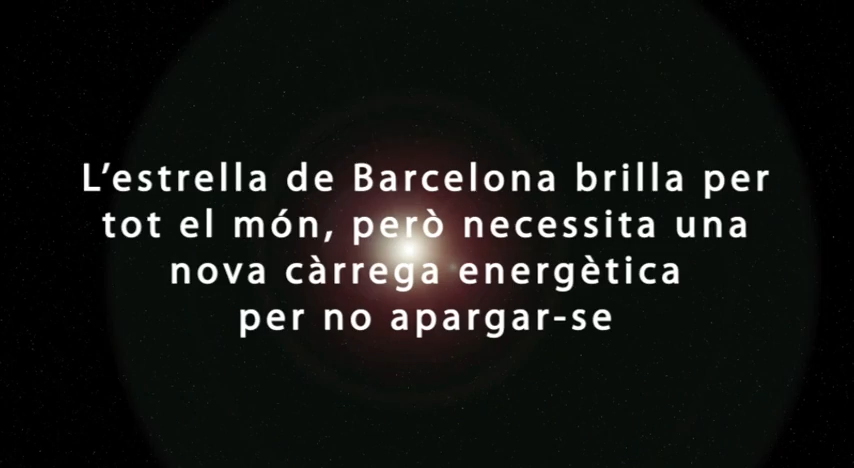 L’estrella de Barcelona brilla per
tot el món, però necessita una
nova càrrega energètica
per no apargar-se